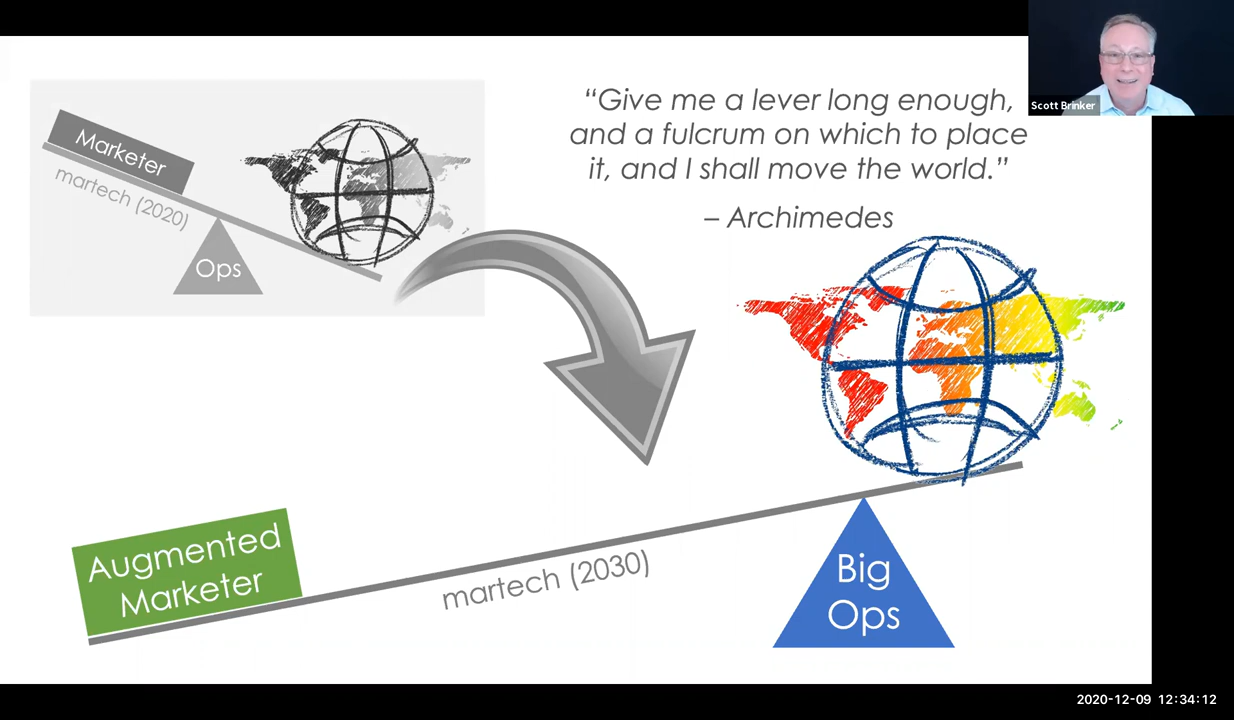 Scott Brinker
Marketer
martech (2020)
Ops
“Give me a lever long enough,
and a fulcrum on which to place
it, and I shall move the world.”
– Archimedes
Augmented
Marketer
martech (2030)
Big
Ops
2020-12-09 12:34:12